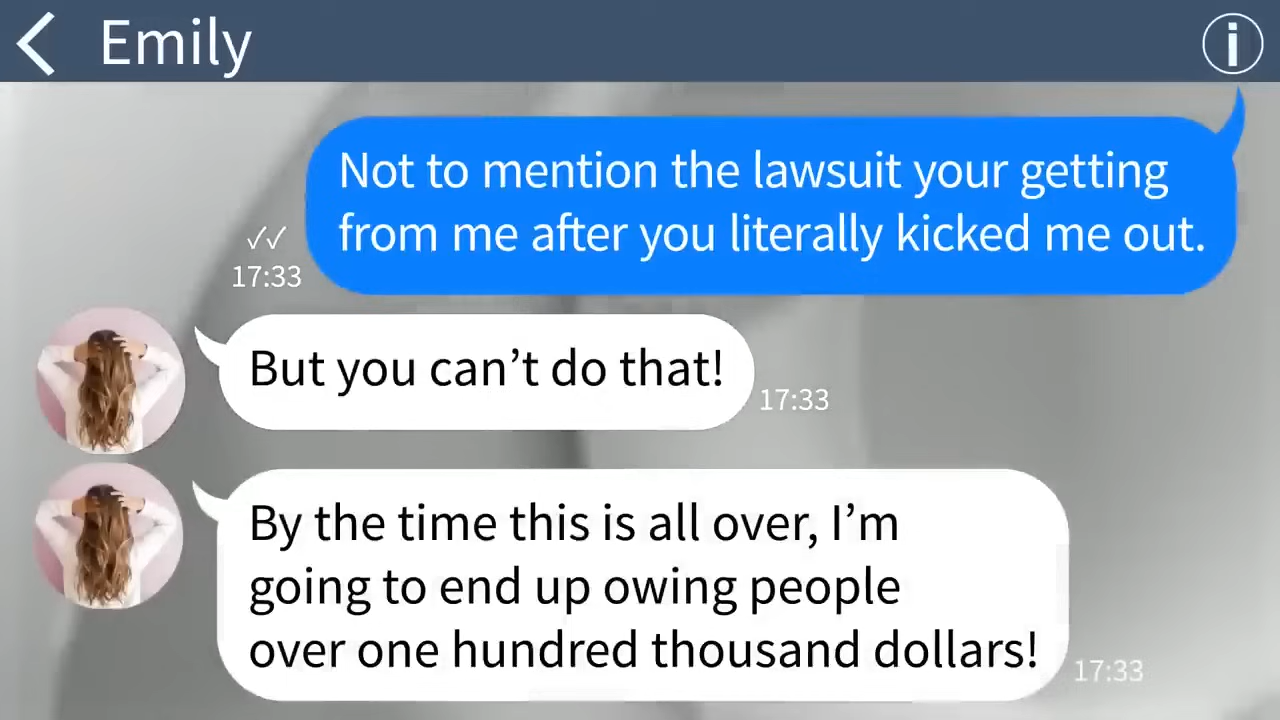 Emily
Not to mention the lawsuit your getting
from me after you literally kicked me out.
17:33
But you can’t do that!
17:33
By the time this is all over, I’m
going to end up owing people
over one hundred thousand dollars!
17:33